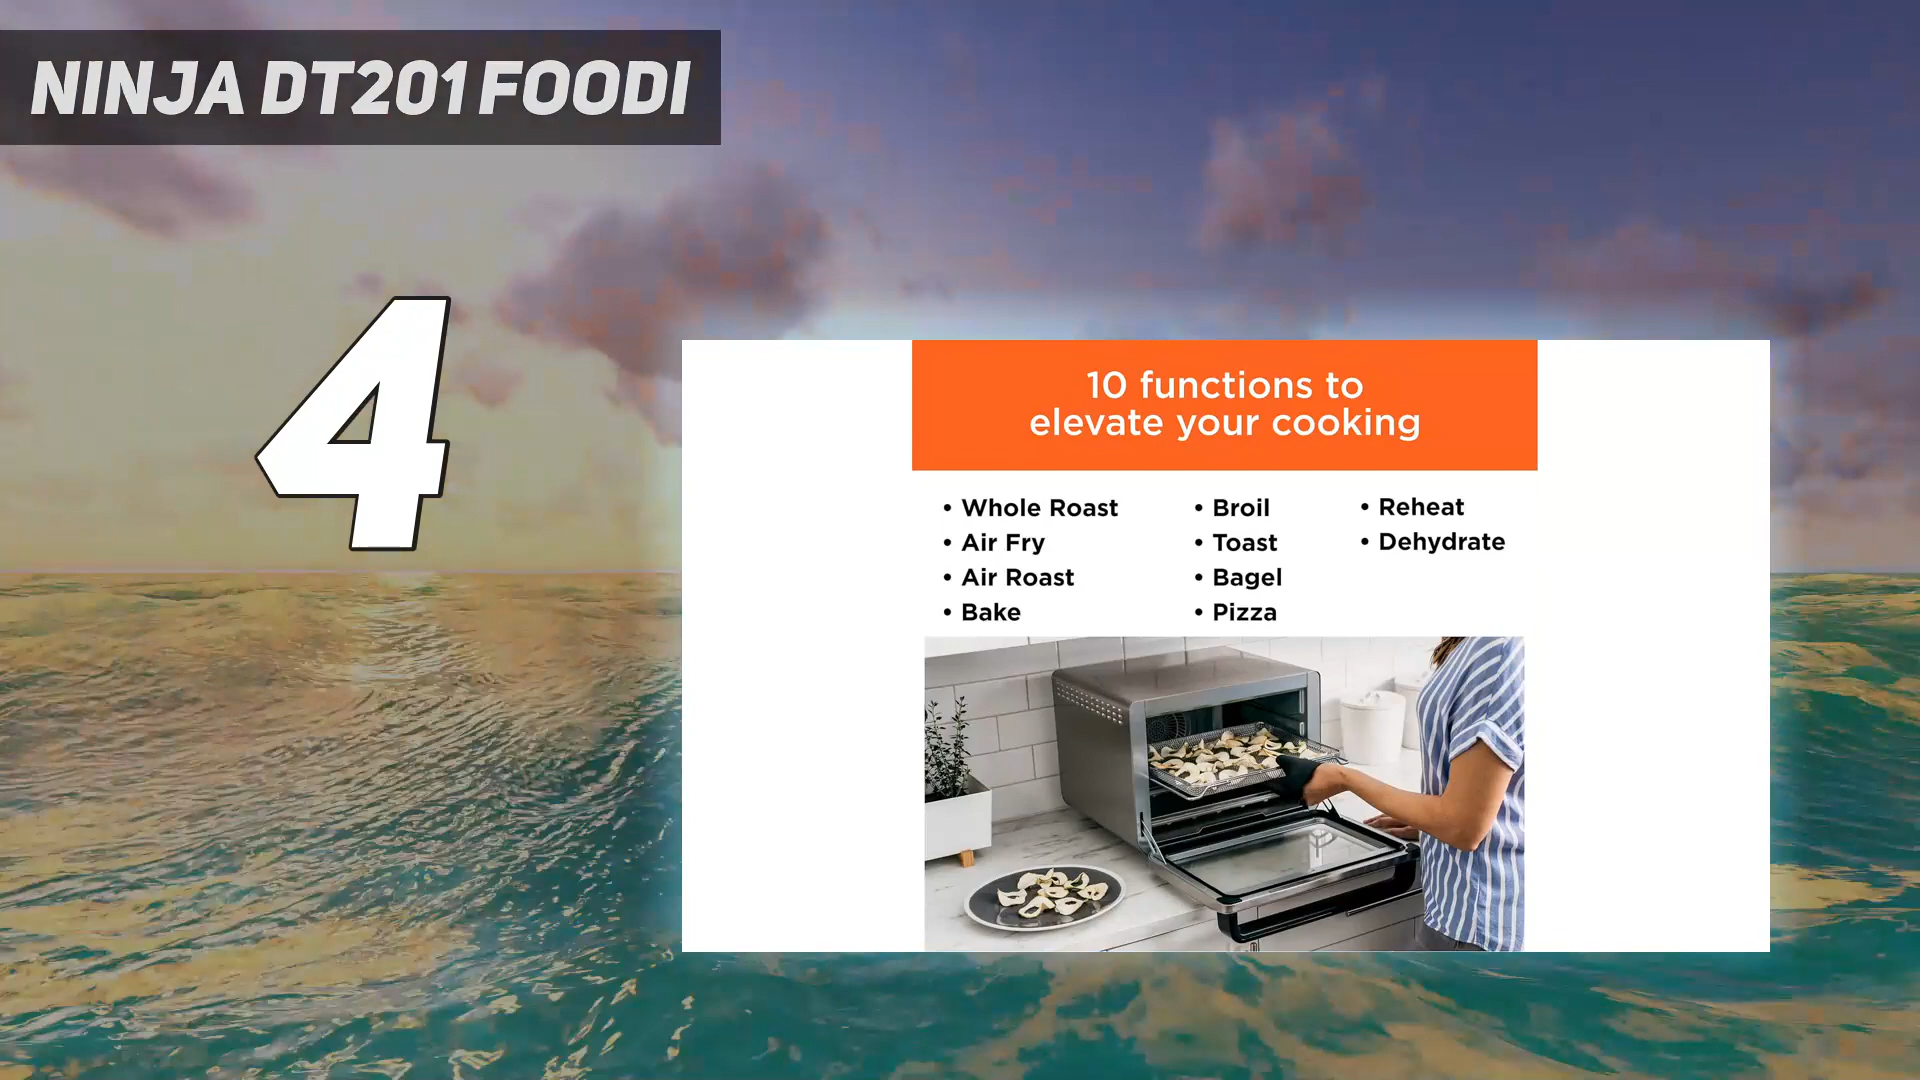 NINJA DT201 FOODI
4
10 functions to
elevate your cooking
• Whole Roast
• Air Fry
• Air Roast
• Bake
• Broil
• Toast
• Bagel
• Pizza
• Reheat
• Dehydrate